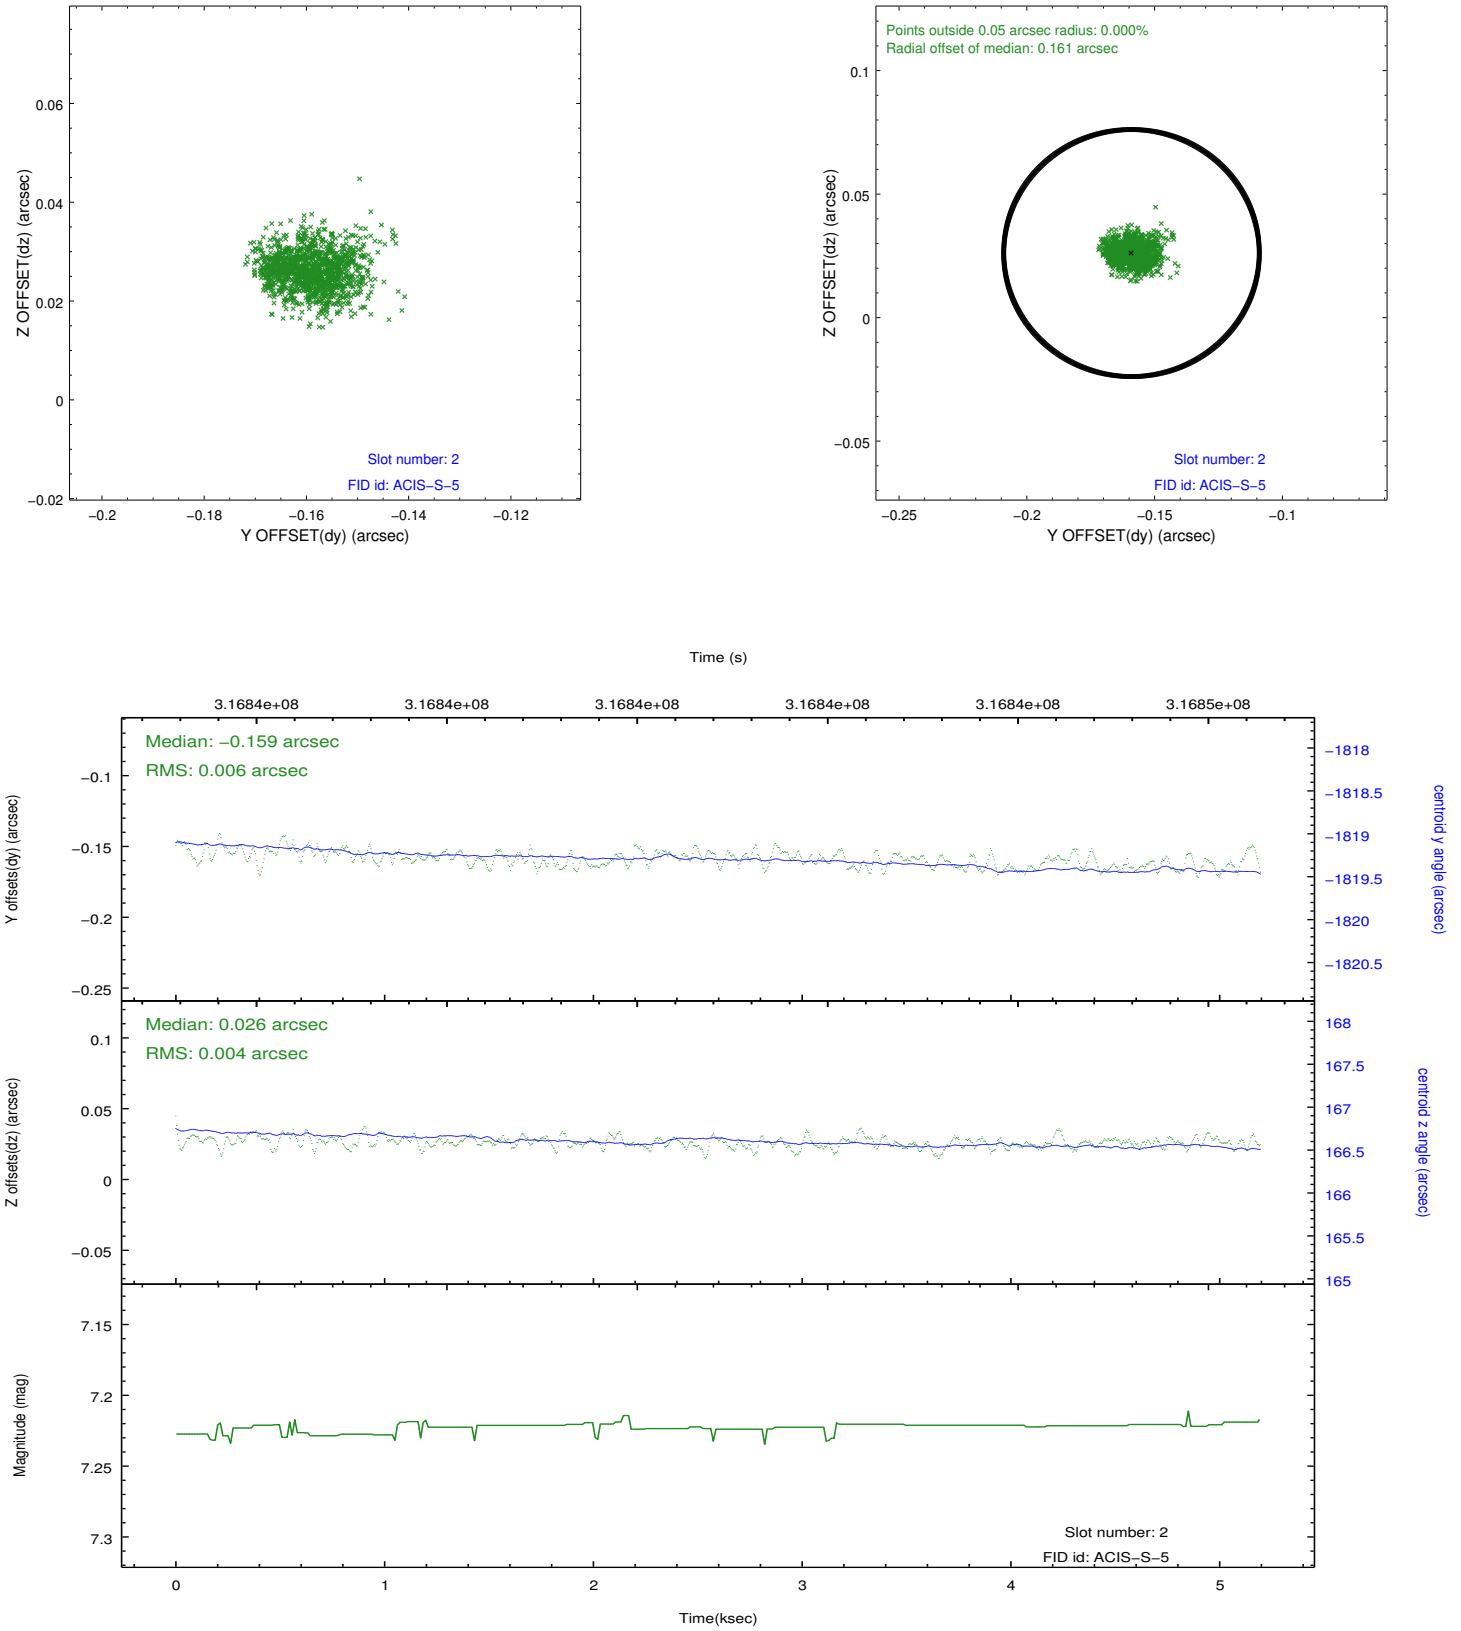 0.06
0.04
0.02
0
−0.02
Z OFFSET(dz) (arcsec)
Slot number: 2
FID id: ACIS−S−5
−0.2
−0.18
−0.16
−0.14
−0.12
Y OFFSET(dy) (arcsec)
Points outside 0.05 arcsec radius: 0.000%
Radial offset of median: 0.161 arcsec
0.1
0.05
0
−0.05
Z OFFSET(dz) (arcsec)
Slot number: 2
FID id: ACIS−S−5
−0.25
−0.2
−0.15
−0.1
Y OFFSET(dy) (arcsec)
Time (s)
3.1684e+08
3.1684e+08
3.1684e+08
3.1684e+08
3.1684e+08
3.1685e+08
Median: −0.159 arcsec
RMS: 0.006 arcsec
−0.1
−0.15
−0.2
−0.25
Y offsets(dy) (arcsec)
−1818
−1818.5
−1819
−1819.5
−1820
−1820.5
centroid y angle (arcsec)
Median: 0.026 arcsec
RMS: 0.004 arcsec
0.1
0.05
0
−0.05
Z offsets(dz) (arcsec)
168
167.5
167
166.5
166
165.5
165
centroid z angle (arcsec)
7.15
7.2
7.25
7.3
Magnitude (mag)
Slot number: 2
FID id: ACIS−S−5
0
1
2
3
4
5
Time(ksec)